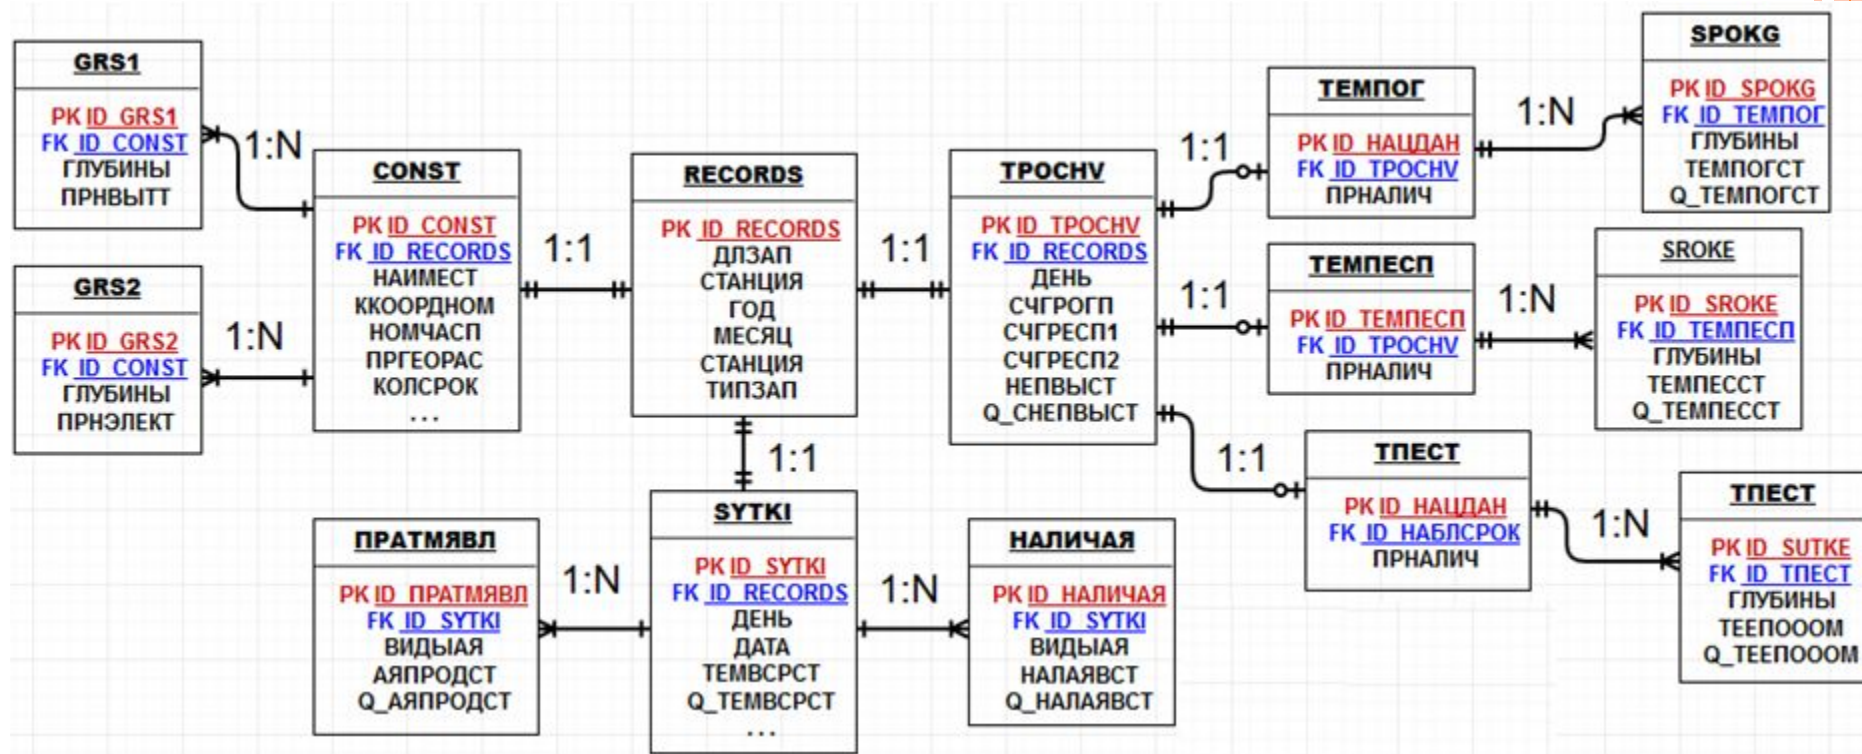 GRS1
PK ID_GRS1
FK ID_CONST
ГЛУБИНЫ
ПРНВЫТТ
1:N
GRS2
PK ID_GRS2
FK ID_CONST
ГЛУБИНЫ
ПРНЭЛЕКТ
1:N
CONST
PK ID_CONST
FK ID_RECORDS
НАИМЕСТ
ККООРДНОМ
НОМЧАСП
ПРГЕОРАС
КОЛСРОК
...
1:1
RECORDS
PK ID_RECORDS
ДЛЗАП
СТАНЦИЯ
ГОД
МЕСЯЦ
СТАНЦИЯ
ТИПЗАП
1:1
1:1
TPOCHV
PK ID_TPOCHV
FK ID_RECORDS
ДЕНЬ
СЧГРОГП
СЧГРЕСП1
СЧГРЕСП2
НЕПВЫСТ
Q_СНЕПВЫСТ
1:1
ТЕМПОГ
PK ID_НАЦДАН
FK ID_TPOCHV
ПРНАЛИЧ
1:N
SPOKG
PK ID_SPOKG
FK ID_ТЕМПОГ
ГЛУБИНЫ
ТЕМПОГСТ
Q_ТЕМПОГСТ
1:1
ТЕМПЕСП
PK ID_ТЕМПЕСП
FK ID_TPOCHV
ПРНАЛИЧ
1:N
SROKE
PK ID_SROKE
FK ID_ТЕМПЕСП
ГЛУБИНЫ
ТЕМПЕССТ
Q_ТЕМПЕССТ
1:1
ТПЕСТ
PK ID_НАЦДАН
FK ID_НАБЛСРОК
ПРНАЛИЧ
1:N
ТПЕСТ
PK ID_SUTKE
FK ID_ТПЕСТ
ГЛУБИНЫ
ТЕЕПОООМ
Q_ТЕЕПОООМ
ПРАТМЯВЛ
PK ID_ПРАТМЯВЛ
FK ID_SYTKI
ВИДЫАЯ
АЯПРОДСТ
Q_АЯПРОДСТ
1:N
SYTKI
PK ID_SYTKI
FK ID_RECORDS
ДЕНЬ
ДАТА
ТЕМВСРСТ
Q_ТЕМВСРСТ
...
1:N
НАЛИЧАЯ
PK ID_НАЛИЧАЯ
FK ID_SYTKI
ВИДЫАЯ
НАЛАЯВСТ
Q_НАЛАЯВСТ